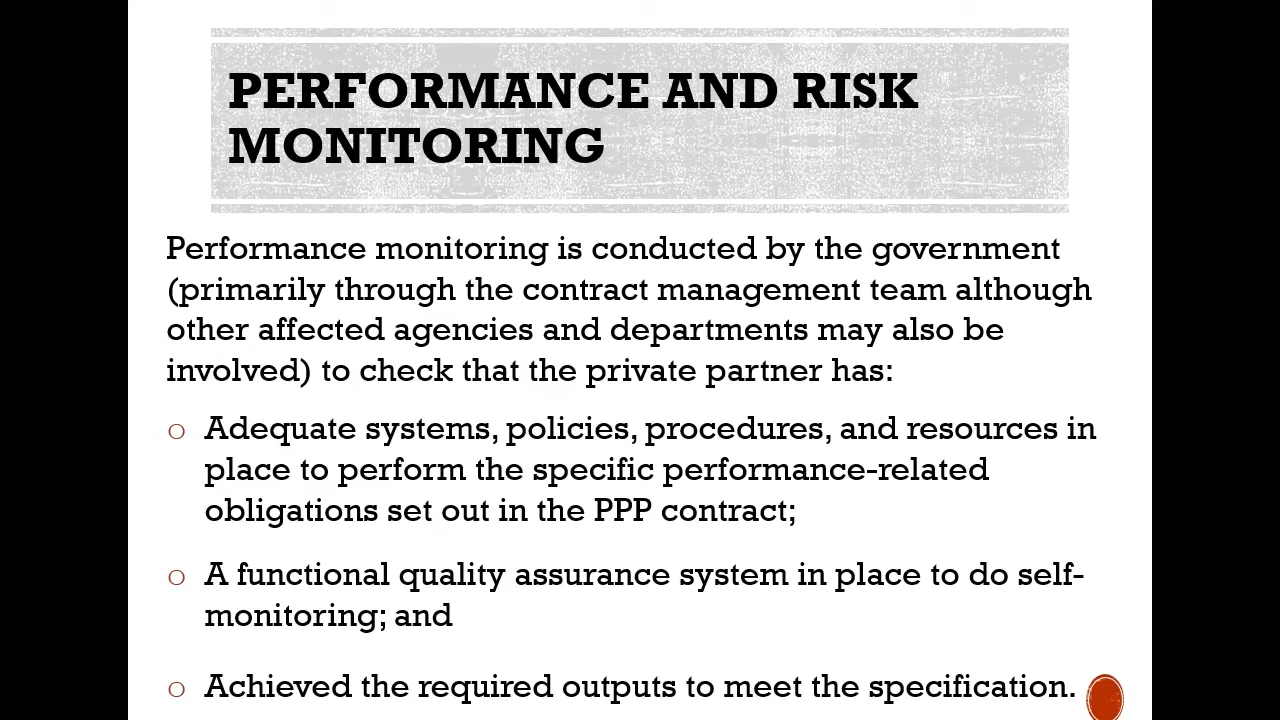 PERFORMANCE AND RISK
MONITORING
Performance monitoring is conducted by the government
(primarily through the contract management team although
other affected agencies and departments may also be
involved) to check that the private partner has:
o Adequate systems, policies, procedures, and resources in
place to perform the specific performance-related
obligations set out in the PPP contract;
o A functional quality assurance system in place to do self-
monitoring; and
o Achieved the required outputs to meet the specification.